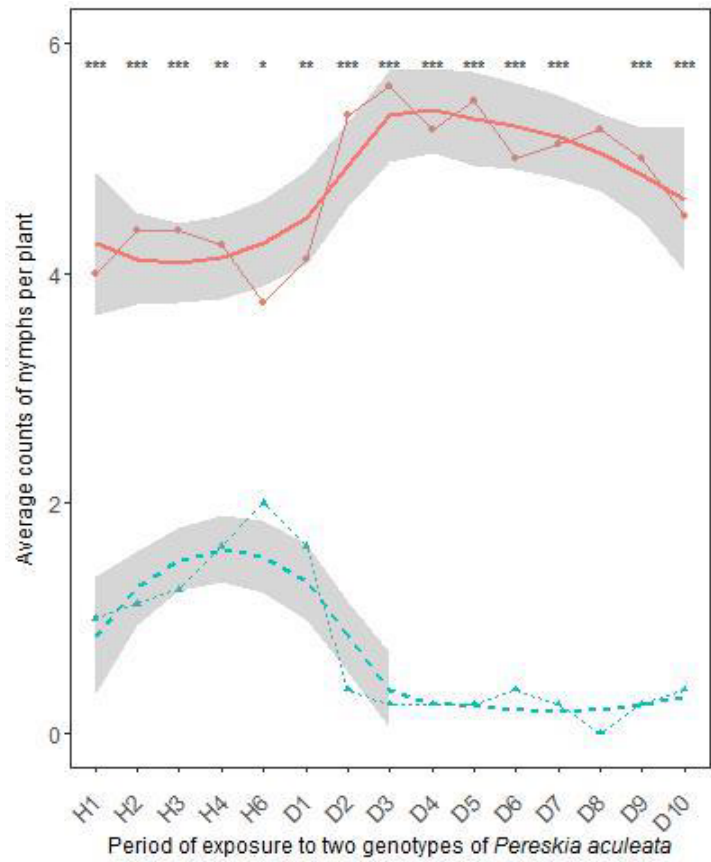 6
*** *** *** ** * ** *** *** *** *** *** *** *** ***
4
2
0
Average counts of nymphs per plant
H1 H2 H3 H4 H6 D1 D2 D3 D4 D5 D6 D7 D8 D9 D10
Period of exposure to two genotypes of Pereskia aculeata